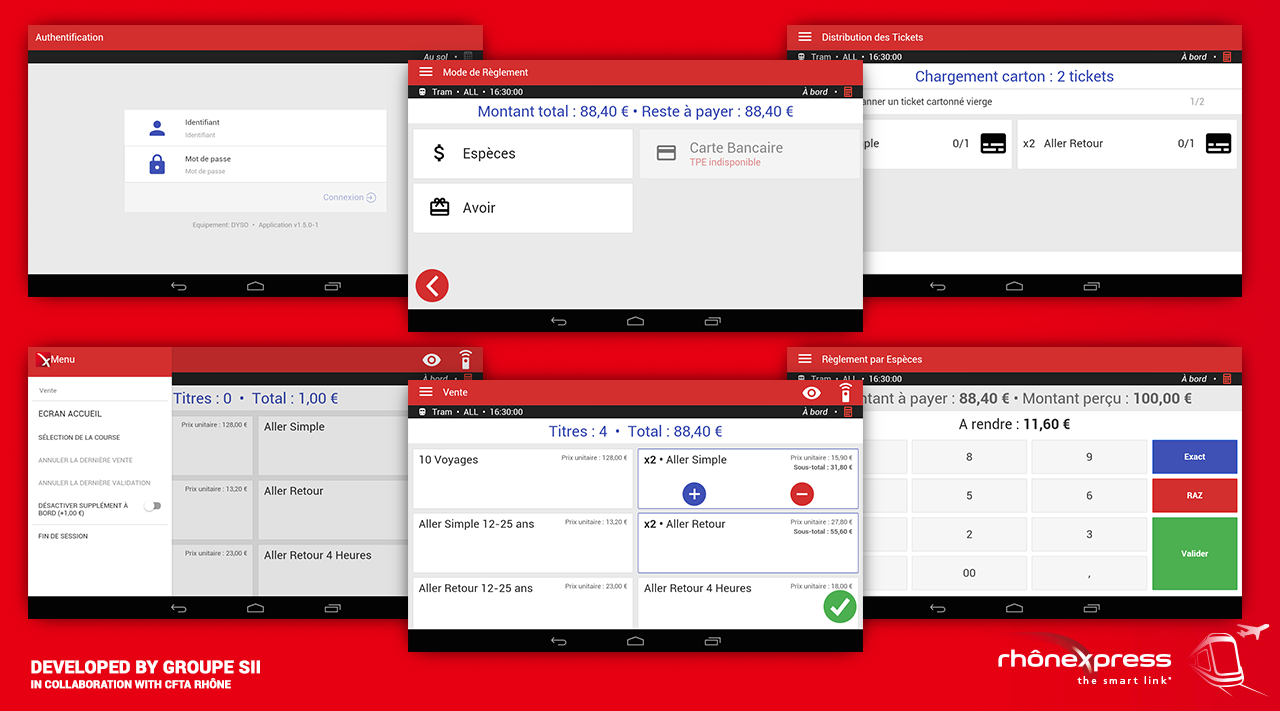 Authentification
Au sol •
Identifiant
Identifiant
Mot de passe
Mot de passe
Connexion
Equipement: DYSO • Application v1.5.0-1
Mode de Règlement
Tram • ALL • 16:30:00
À bord •
Montant total : 88,40 € • Reste à payer : 88,40 €
Espèces
Carte Bancaire
TPE indisponible
Avoir
Distribution des Tickets
Tram • ALL • 16:30:00
À bord •
Chargement carton : 2 tickets
anner un ticket cartonné vierge
1/2
ple
0/1
x2 Aller Retour
0/1
Menu
Vente
ECRAN ACCUEIL
SÉLECTION DE LA COURSE
ANNULER LA DERNIÈRE VENTE
ANNULER LA DERNIÈRE VALIDATION
DÉSACTIVER SUPPLÉMENT À
BORD (+1,00 €)
FIN DE SESSION
À bord •
Titres : 0 • Total : 1,00 €
Prix unitaire : 128,00 €
Aller Simple
Prix unitaire : 13,20 €
Aller Retour
Prix unitaire : 23,00 €
Aller Retour 4 Heures
Vente
Tram • ALL • 16:30:00
À bord •
Titres : 4 • Total : 88,40 €
10 Voyages
Prix unitaire : 128,00 €
x2 • Aller Simple
Prix unitaire : 15,90 €
Sous-total : 31,80 €
Aller Simple 12-25 ans
Prix unitaire : 13,20 €
x2 • Aller Retour
Prix unitaire : 27,80 €
Sous-total : 55,60 €
Aller Retour 12-25 ans
Prix unitaire : 23,00 €
Aller Retour 4 Heures
Prix unitaire : 18,00 €
Règlement par Espèces
Tram • ALL • 16:30:00
À bord •
ntant à payer : 88,40 € • Montant perçu : 100,00 €
A rendre : 11,60 €
8
9
Exact
5
6
RAZ
2
3
Valider
00
,
DEVELOPED BY GROUPE SII
IN COLLABORATION WITH CFTA RHÔNE
rhônexpress
the smart link*